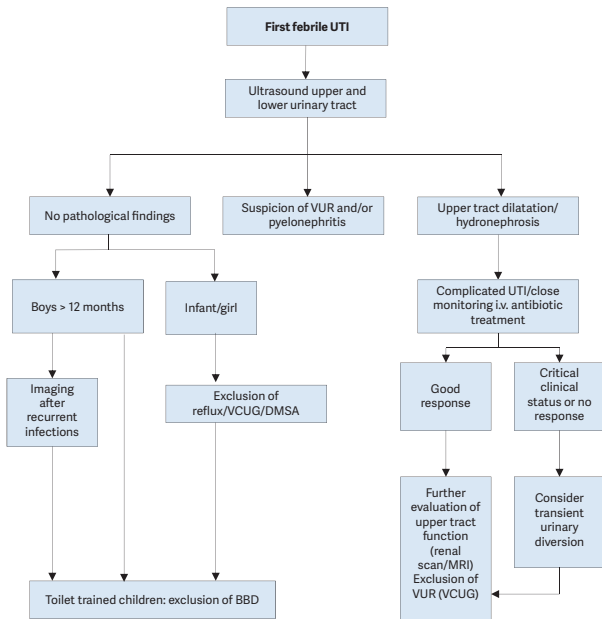 First febrile UTI
Ultrasound upper and
lower urinary tract
No pathological findings
Suspicion of VUR and/or
pyelonephritis
Upper tract dilatation/
hydronephrosis
Boys > 12 months
Infant/girl
Complicated UTI/close
monitoring i.v. antibiotic
treatment
Imaging
after
recurrent
infections
Exclusion of
reflux/VCUG/DMSA
Good
response
Critical
clinical
status or no
response
Further
evaluation of
upper tract
function
(renal
scan/MRI)
Exclusion of
VUR (VCUG)
Consider
transient
urinary
diversion
Toilet trained children: exclusion of BBD